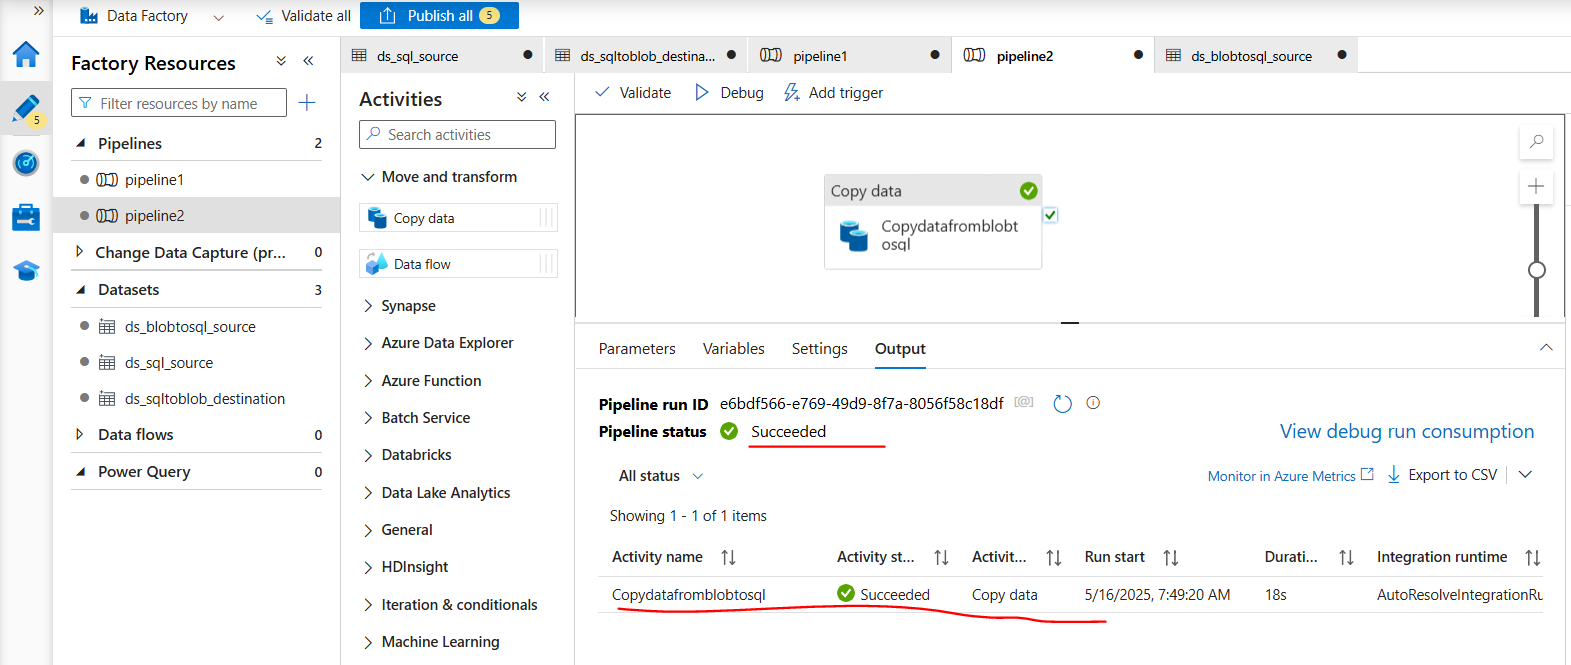 »
Data Factory
Validate all
Publish all 5
5
Factory Resources
Filter resources by name
Pipelines 2
pipeline1
pipeline2
Change Data Capture (pr... 0
Datasets 3
ds_blobtosql_source
ds_sql_source
ds_sqltoblob_destination
Data flows 0
Power Query 0
ds_sql_source
ds_sqltoblob_destina...
pipeline1
pipeline2
ds_blobtosql_source
Activities
Search activities
Move and transform
Copy data
Data flow
Synapse
Azure Data Explorer
Azure Function
Batch Service
Databricks
Data Lake Analytics
General
HDInsight
Iteration & conditionals
Machine Learning
Validate
Debug
Add trigger
Copy data
Copydatafromblobt
osql
Parameters Variables Settings Output
Pipeline run ID e6bdf566-e769-49d9-8f7a-8056f58c18df [@]
Pipeline status Succeeded
View debug run consumption
All status
Monitor in Azure Metrics
Export to CSV
Showing 1 - 1 of 1 items
Activity name Activity st... Activit... Run start Durati... Integration runtime
Copydatafromblobtosql Succeeded Copy data 5/16/2025, 7:49:20 AM 18s AutoResolveIntegrationRu